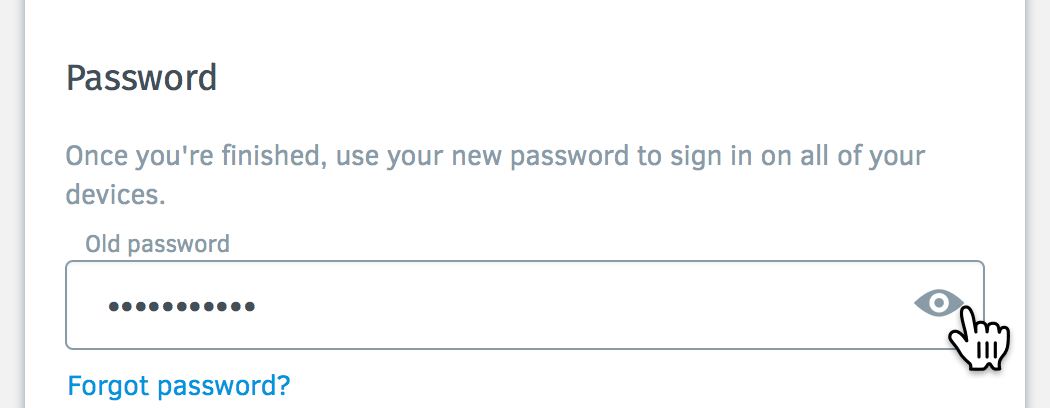 Password
Once you're finished, use your new password to sign in on all of your
devices.
Old password
•••••••••••
Forgot password?